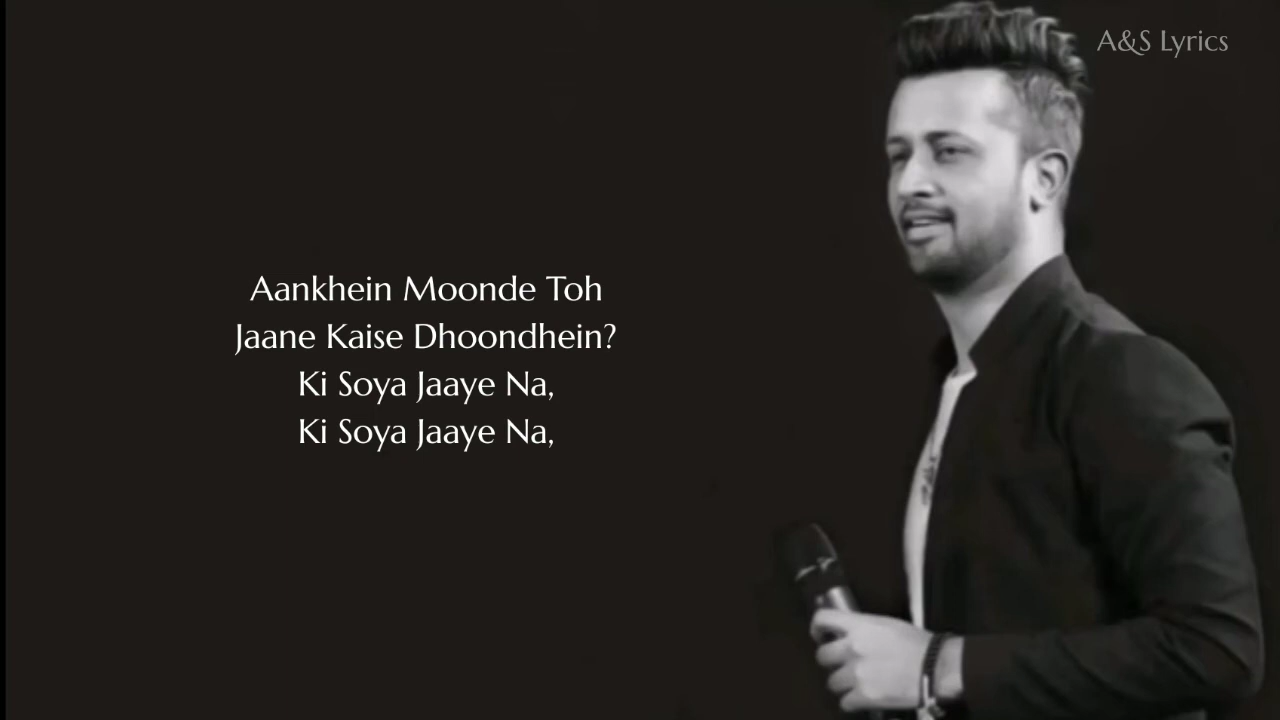 A&S Lyrics
Aankhein Moonde Toh
Jaane Kaise Dhoondhein?
Ki Soya Jaaye Na,
Ki Soya Jaaye Na,